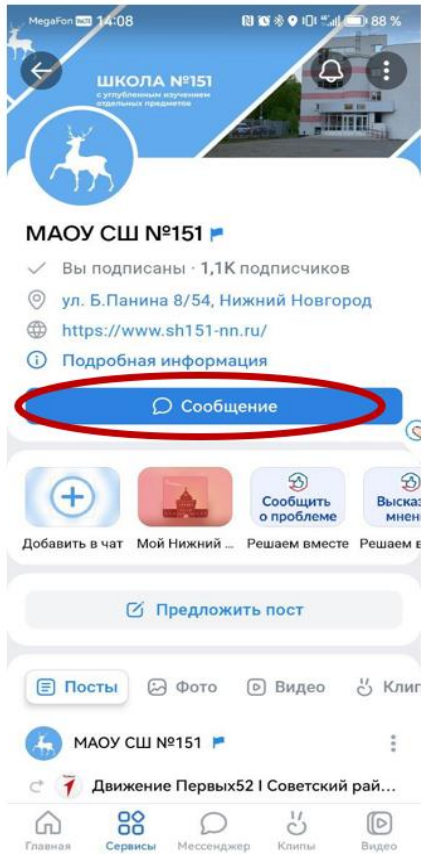 MegaFon 14:08 88 %
ШКОЛА №151
с углубленным изучением
отдельных предметов
МАОУ СШ №151
Вы подписаны · 1,1K подписчиков
ул. Б.Панина 8/54, Нижний Новгород
https://www.sh151-nn.ru/
Подробная информация
Сообщение
Сообщить
о проблеме
Выска
мнен
Добавить в чат Мой Нижний ... Решаем вместе Решаем в
Предложить пост
Посты Фото Видео Клип
МАОУ СШ №151
Движение Первых52 I Советский рай...
Главная Сервисы Мессенджер Клипы Видео